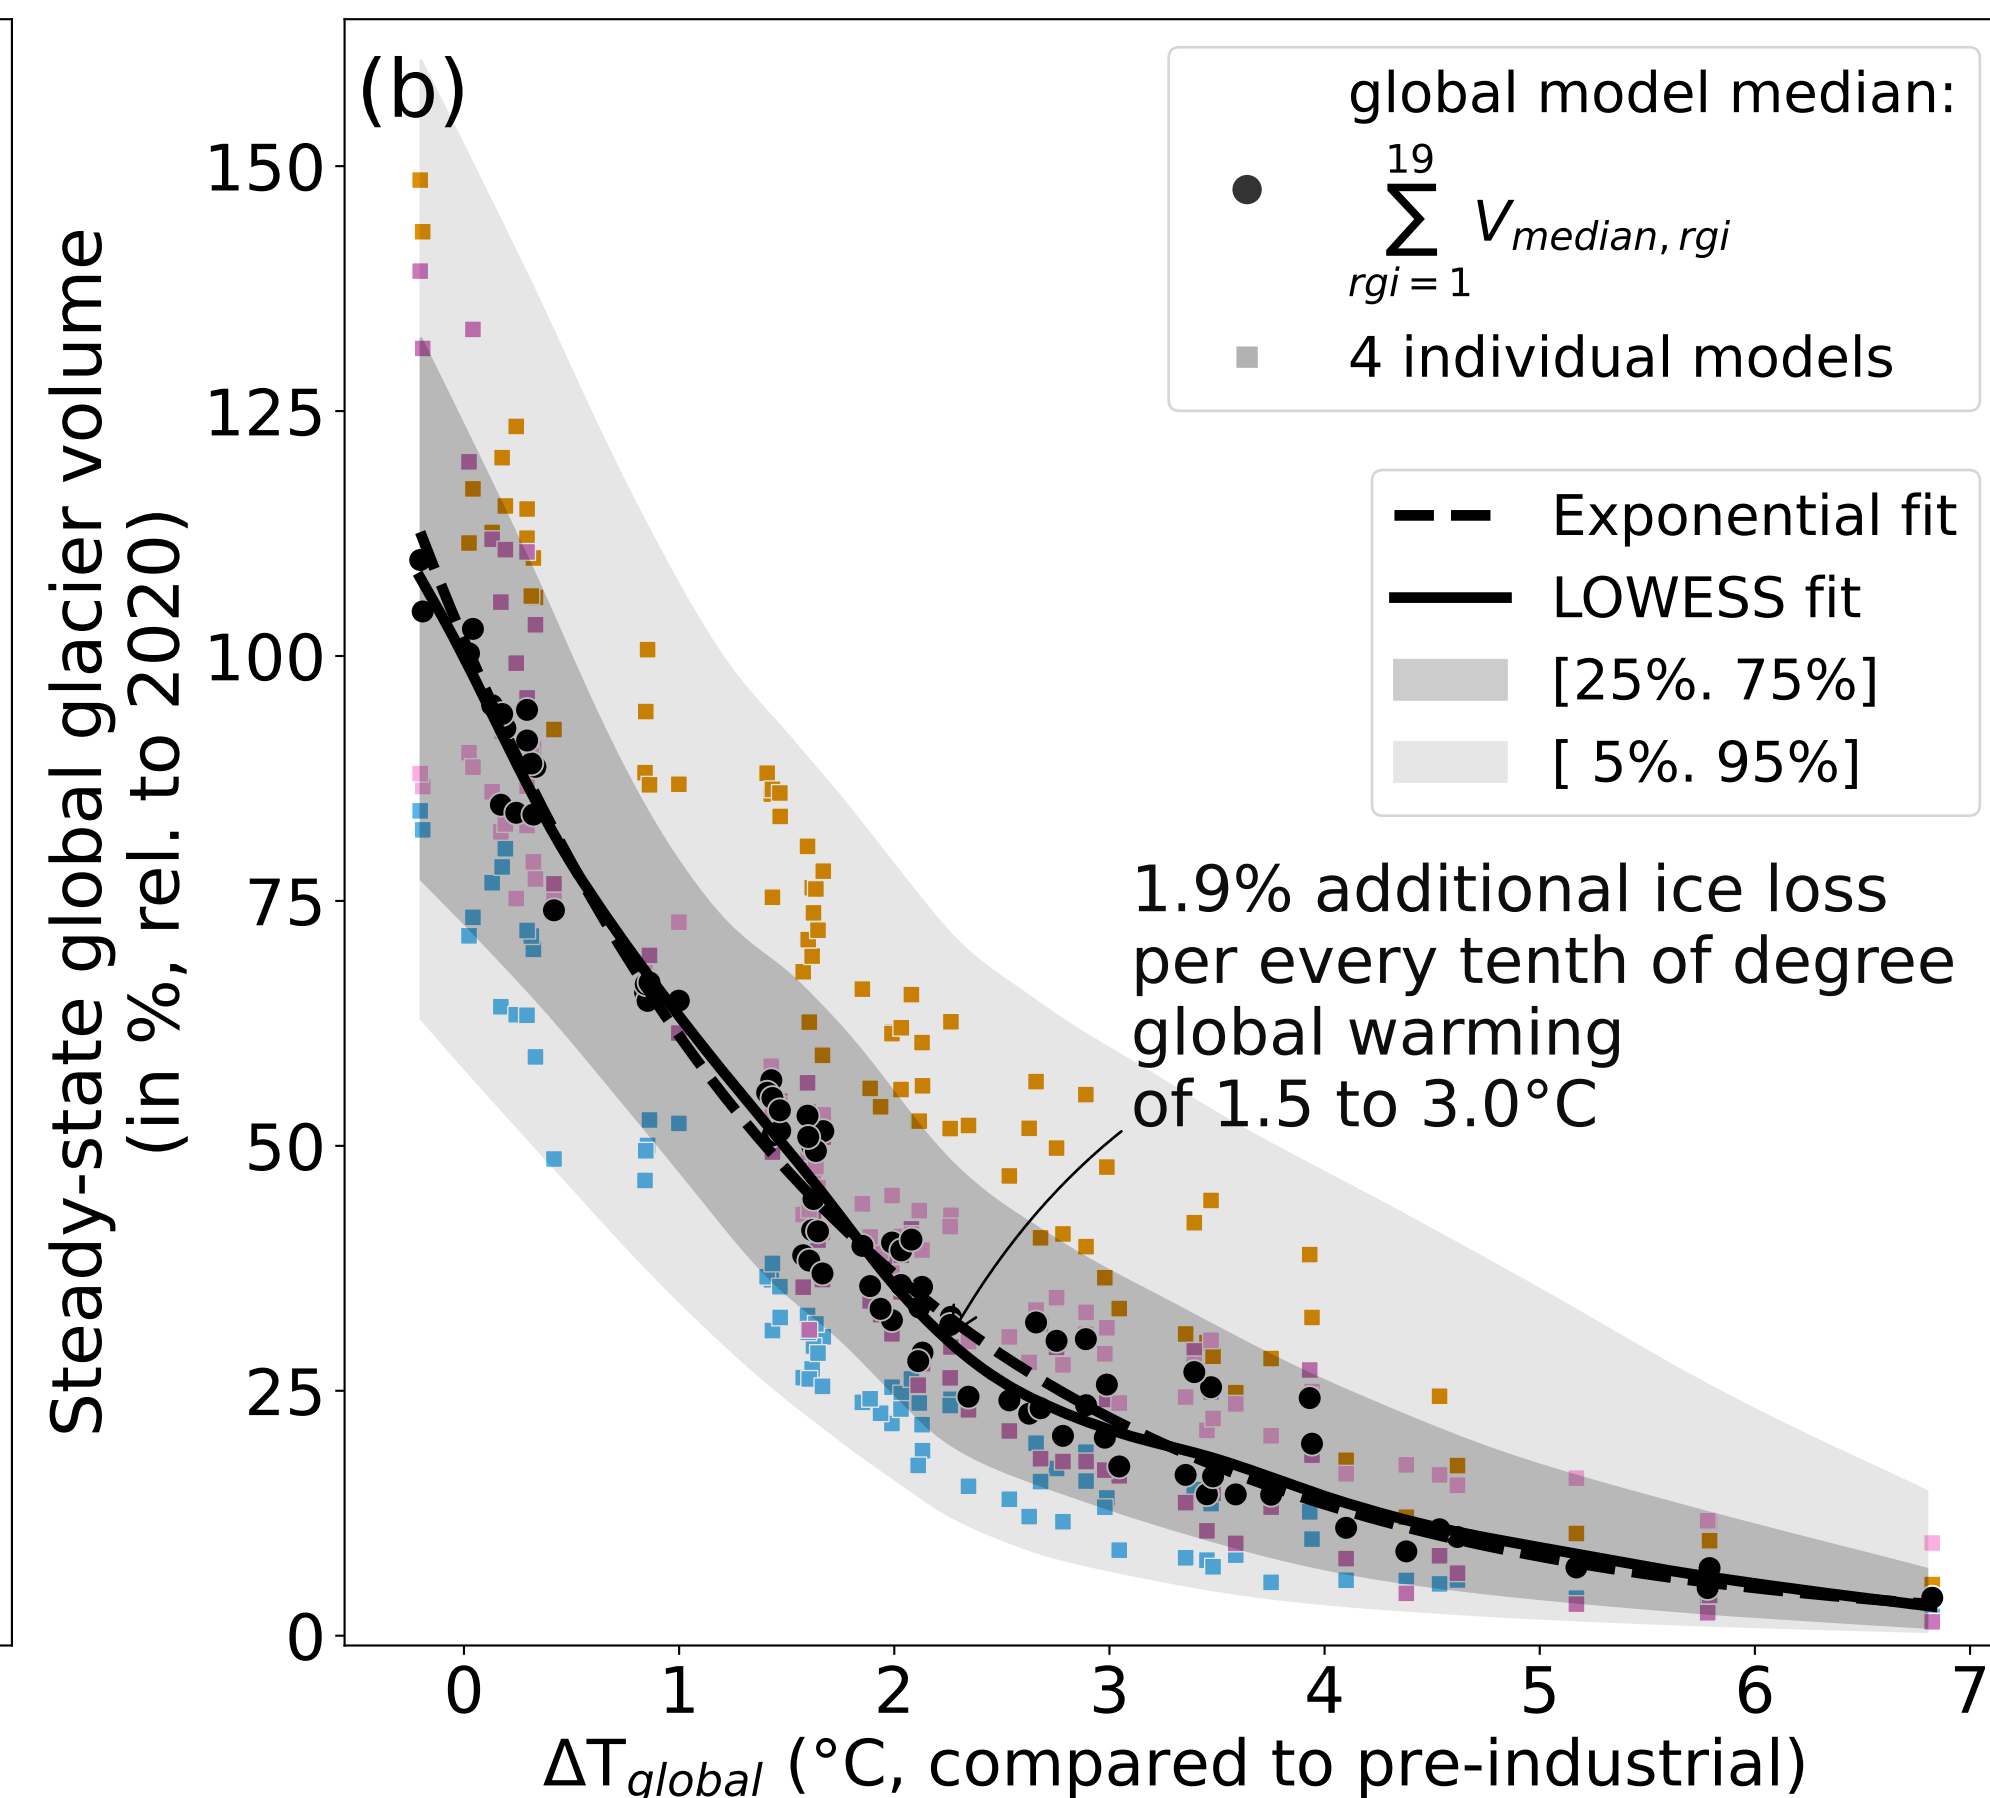 (b)
global model median:
19
∑ V_median, rgi
rgi = 1
4 individual models
Exponential fit
LOWESS fit
[25%. 75%]
[ 5%. 95%]
1.9% additional ice loss
per every tenth of degree
global warming
of 1.5 to 3.0°C
Steady-state global glacier volume
(in %, rel. to 2020)
150
125
100
75
50
25
0
0 1 2 3 4 5 6 7
ΔT_global (°C, compared to pre-industrial)